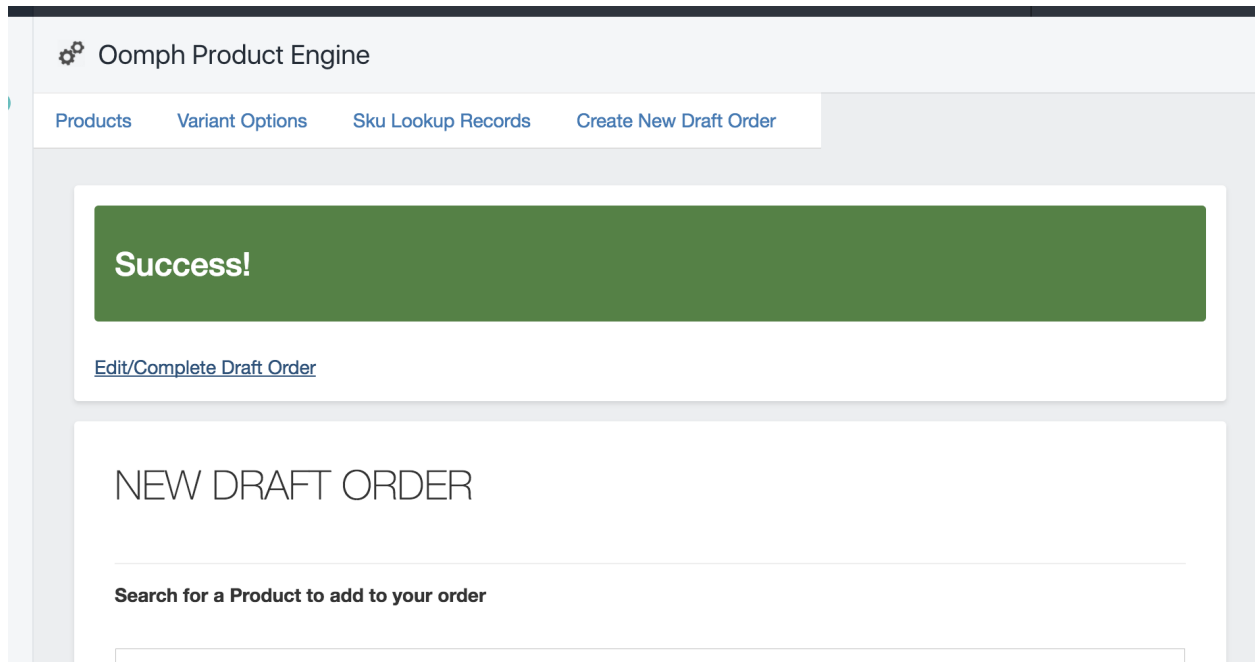 Oomph Product Engine
Products Variant Options Sku Lookup Records Create New Draft Order
Success!
Edit/Complete Draft Order
NEW DRAFT ORDER
Search for a Product to add to your order